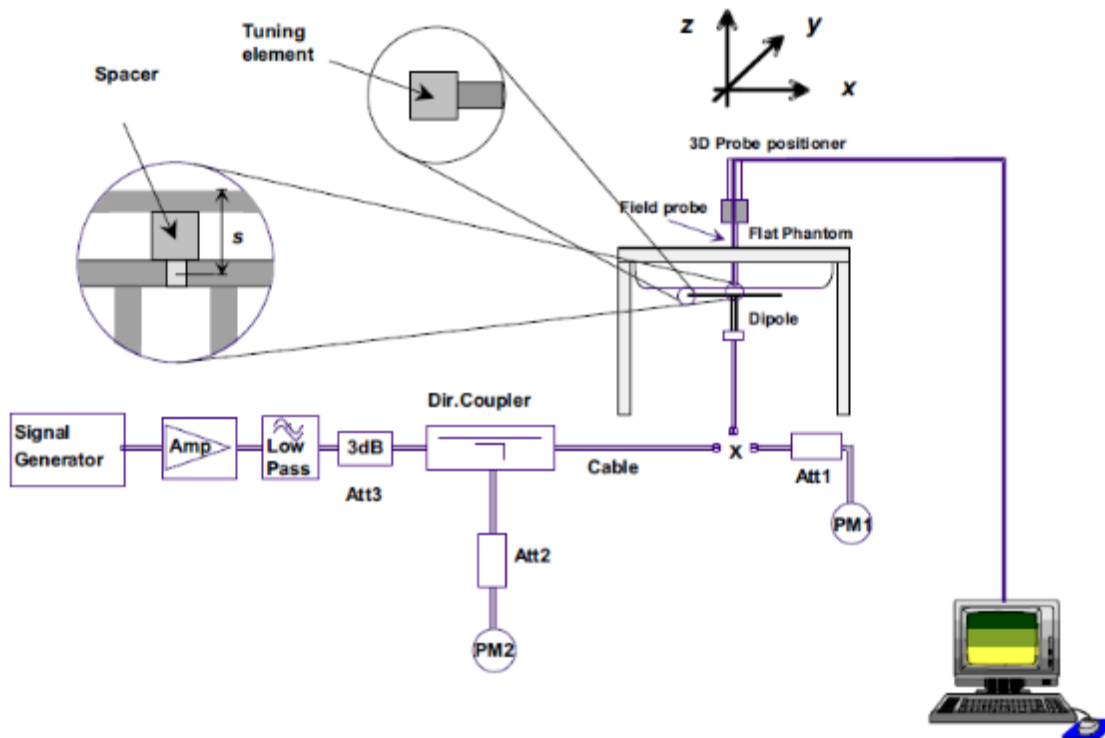 Tuning
element
Spacer
s
z
y
x
3D Probe positioner
Field probe
Flat Phantom
Dipole
Dir.Coupler
Signal
Generator
Amp
Low
Pass
3dB
Att3
Cable
X
Att1
PM1
Att2
PM2